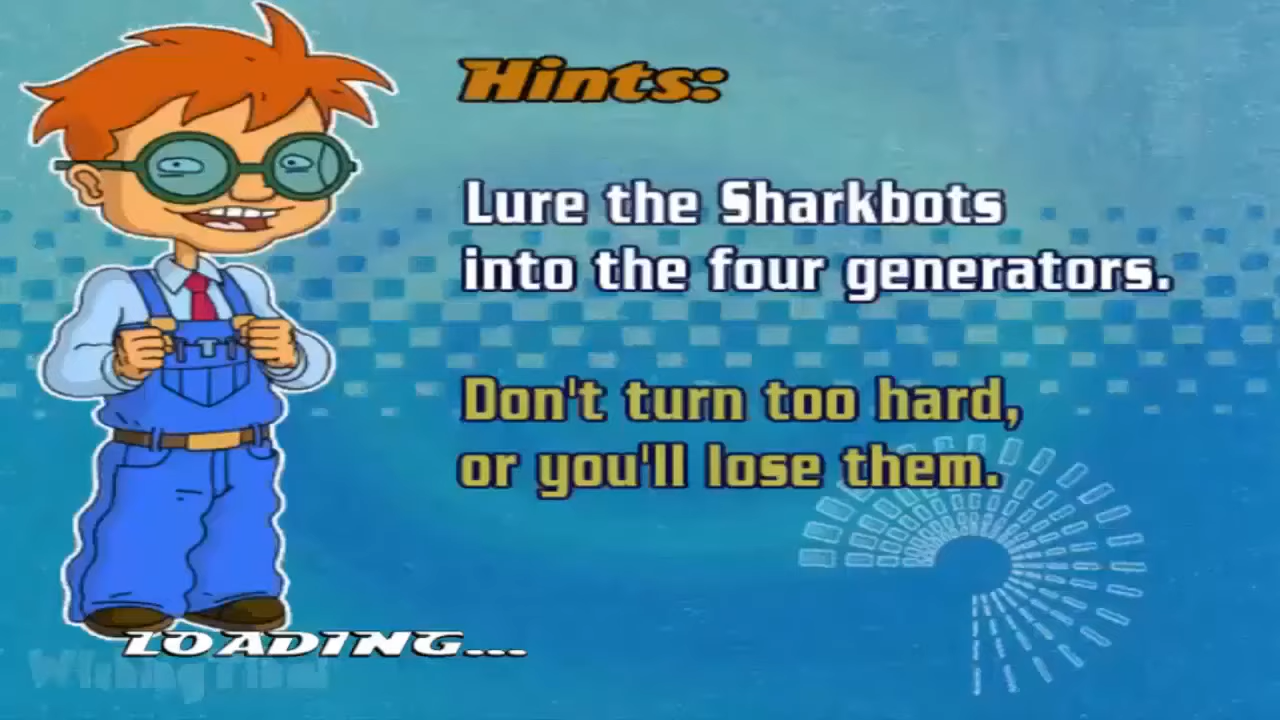 Hints:
Lure the Sharkbots
into the four generators.
Don't turn too hard,
or you'll lose them.
T
LOADING...